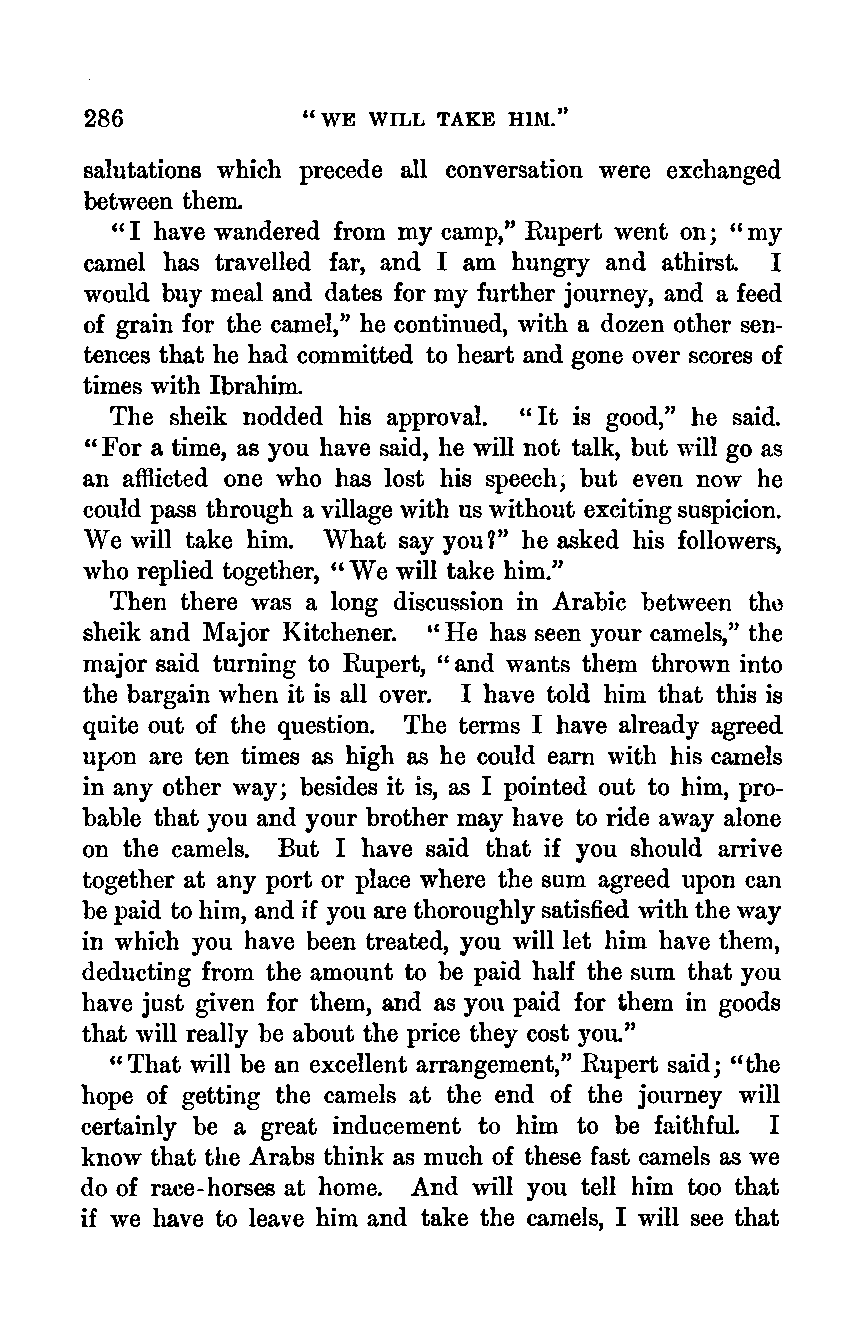 286 "WE WILL TAKE HIM."
salutations which precede all conversation were exchanged
between them.
"I have wandered from my camp," Rupert went on; "my
camel has travelled far, and I am hungry and athirst. I
would buy meal and dates for my further journey, and a feed
of grain for the camel," he continued, with a dozen other sen-
tences that he had committed to heart and gone over scores of
times with Ibrahim.
The sheik nodded his approval. "It is good," he said.
"For a time, as you have said, he will not talk, but will go as
an afflicted one who has lost his speech, but even now he
could pass through a village with us without exciting suspicion.
We will take him. What say you?" he asked his followers,
who replied together, "We will take him."
Then there was a long discussion in Arabic between the
sheik and Major Kitchener. "He has seen your camels," the
major said turning to Rupert, "and wants them thrown into
the bargain when it is all over. I have told him that this is
quite out of the question. The terms I have already agreed
upon are ten times as high as he could earn with his camels
in any other way; besides it is, as I pointed out to him, pro-
bable that you and your brother may have to ride away alone
on the camels. But I have said that if you should arrive
together at any port or place where the sum agreed upon can
be paid to him, and if you are thoroughly satisfied with the way
in which you have been treated, you will let him have them,
deducting from the amount to be paid half the sum that you
have just given for them, and as you paid for them in goods
that will really be about the price they cost you."
"That will be an excellent arrangement," Rupert said; "the
hope of getting the camels at the end of the journey will
certainly be a great inducement to him to be faithful. I
know that the Arabs think as much of these fast camels as we
do of race-horses at home. And will you tell him too that
if we have to leave him and take the camels, I will see that